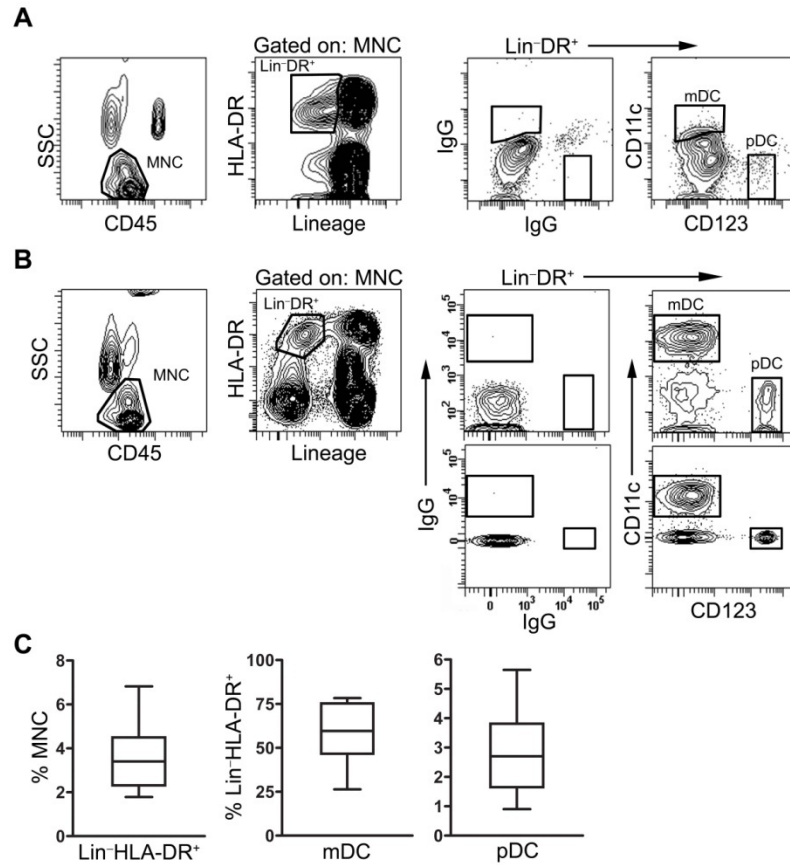 A
Gated on: MNC
Lin⁻DR⁺
Lin⁻DR⁺
SSC
MNC
CD45
HLA-DR
Lineage
IgG
IgG
CD11c
mDC
pDC
CD123
B
Gated on: MNC
Lin⁻DR⁺
Lin⁻DR⁺
SSC
MNC
CD45
HLA-DR
Lineage
10⁵
10⁴
10³
10²
mDC
pDC
10⁵
10⁴
10³
0
IgG
0 10³ 10⁴ 10⁵
IgG
CD11c
CD123
C
% MNC
8
6
4
2
0
Lin⁻HLA-DR⁺
% Lin⁻HLA-DR⁺
100
75
50
25
0
mDC
6
5
4
3
2
1
0
pDC